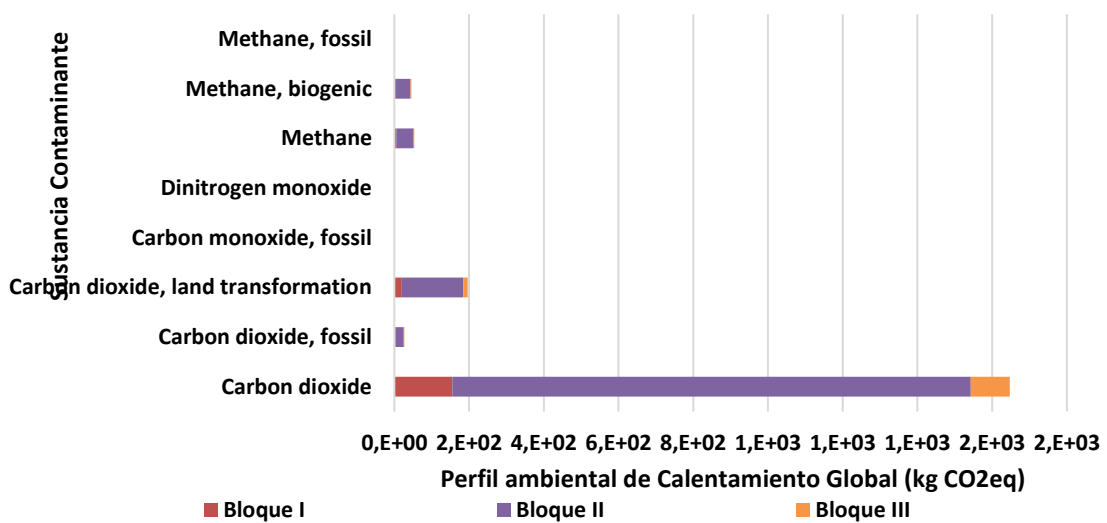 Sustancia Contaminante
Methane, fossil
Methane, biogenic
Methane
Dinitrogen monoxide
Carbon monoxide, fossil
Carbon dioxide, land transformation
Carbon dioxide, fossil
Carbon dioxide
0,E+00 2,E+02 4,E+02 6,E+02 8,E+02 1,E+03 1,E+03 1,E+03 2,E+03 2,E+03
Perfil ambiental de Calentamiento Global (kg CO2eq)
Bloque I Bloque II Bloque III